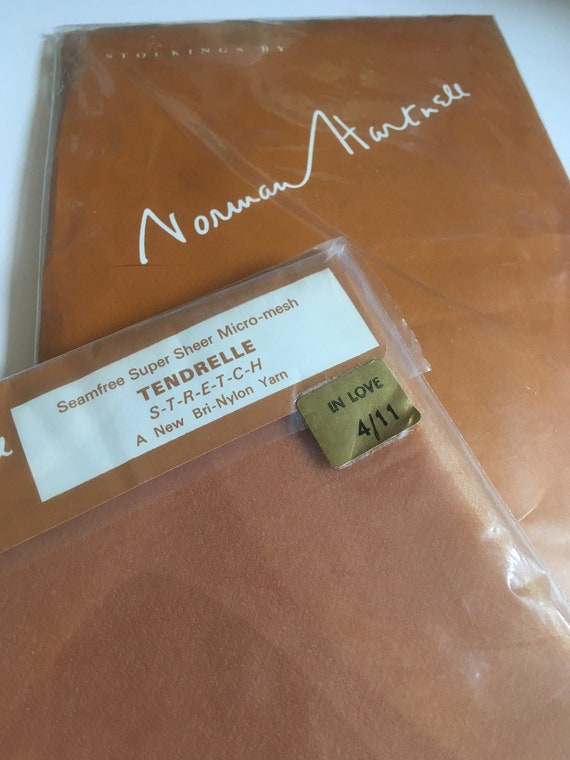 STOCKINGS BY
Norman Hartnell
Seamfree Super Sheer Micro-mesh
TENDRELLE
S-T-R-E-T-C-H
A New Bri-Nylon Yarn
IN LOVE
4/11